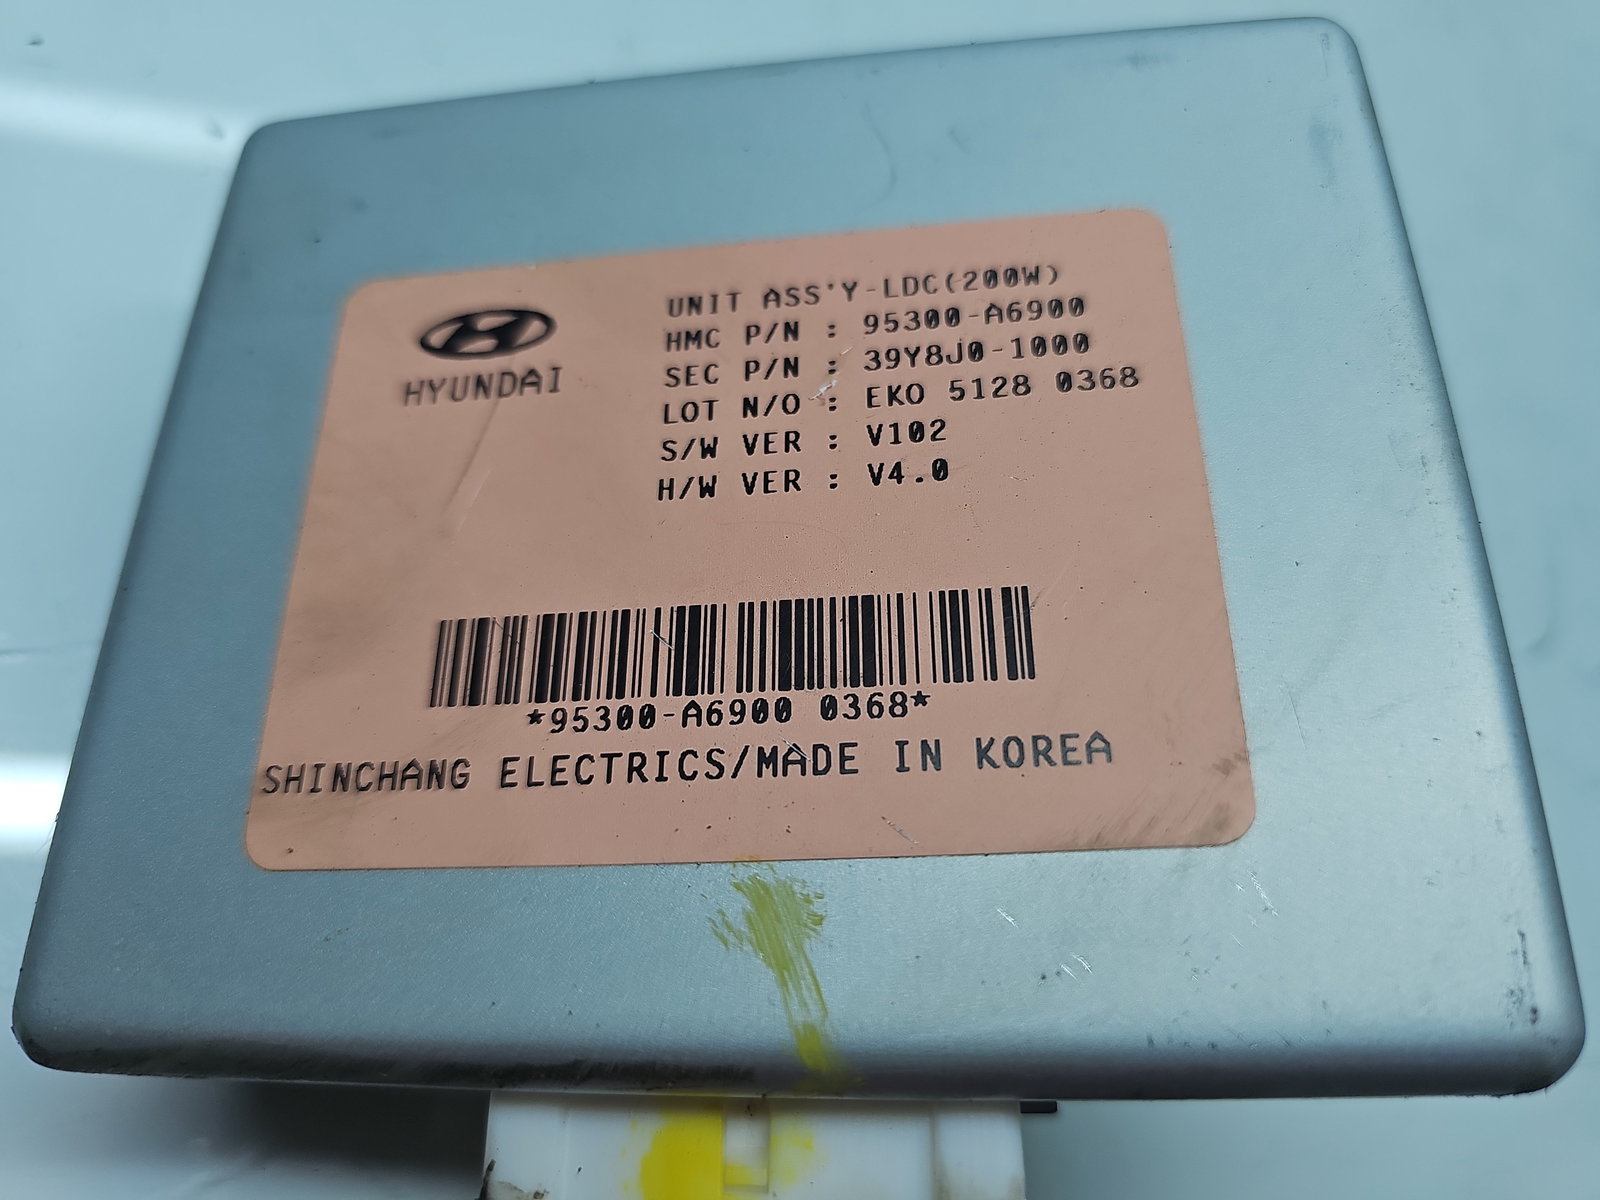 HYUNDAI
UNIT ASS'Y-LDC(200W)
HMC P/N : 95300-A6900
SEC P/N : 39Y8J0-1000
LOT N/O : EKO 5128 0368
S/W VER : V102
H/W VER : V4.0
*95300-A6900 0368*
SHINCHANG ELECTRICS/MADE IN KOREA